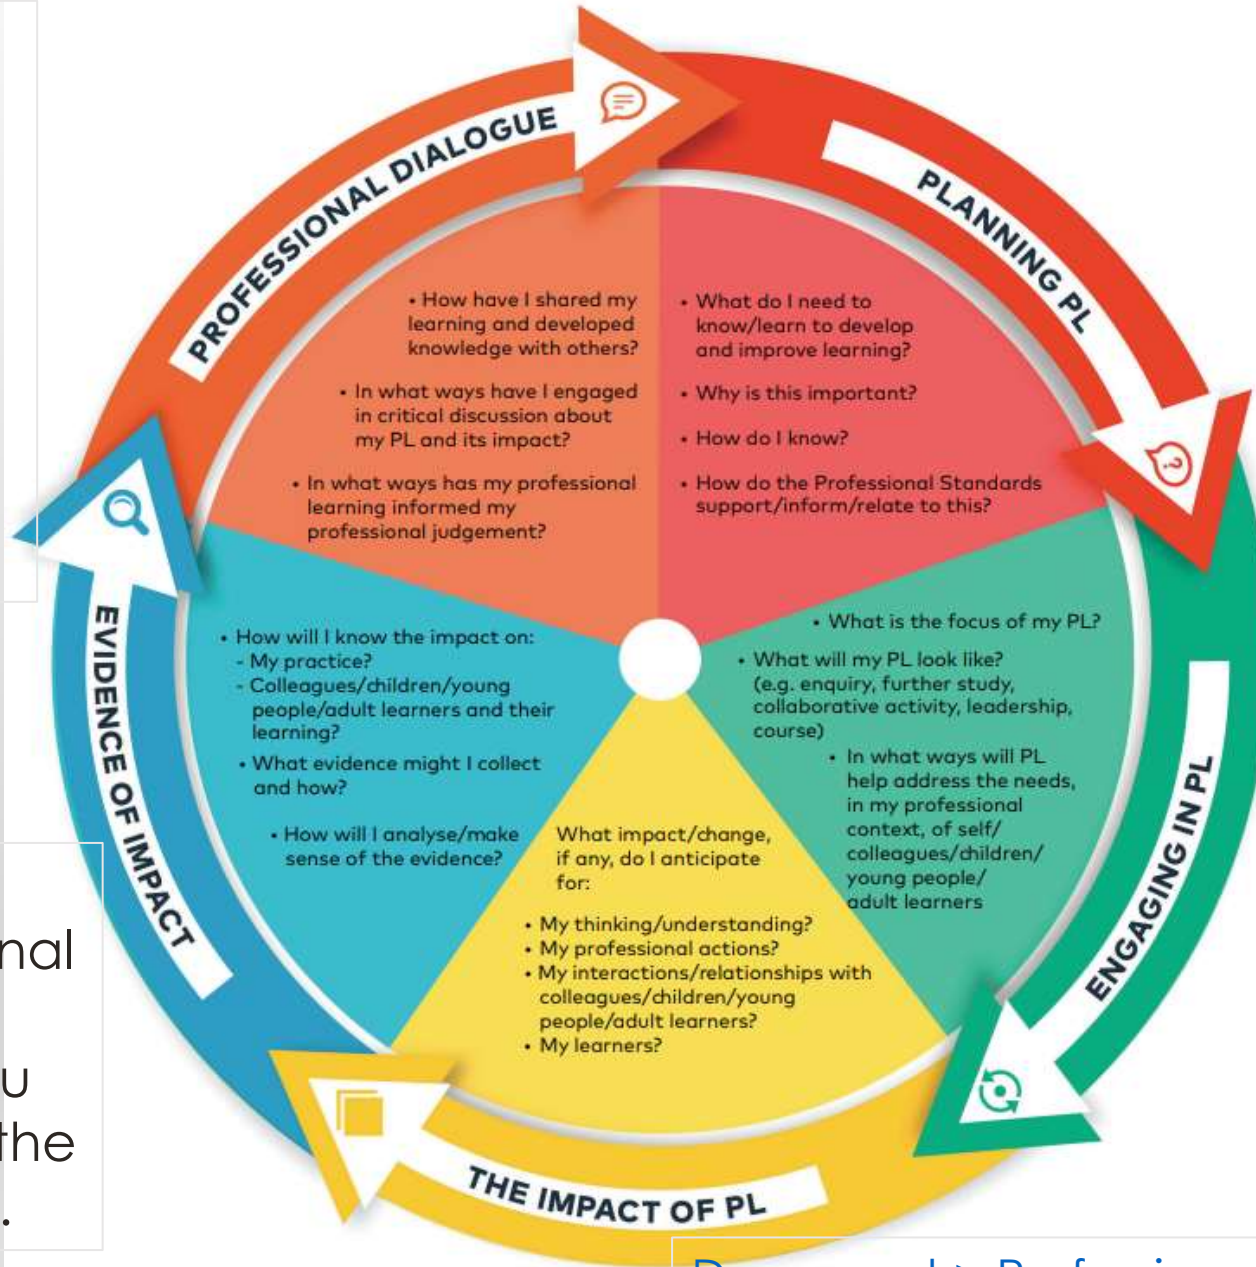 PROFESSIONAL DIALOGUE
• How have I shared my
learning and developed
knowledge with others?
• In what ways have I engaged
in critical discussion about
my PL and its impact?
• In what ways has my professional
learning informed my
professional judgement?
PLANNING PL
• What do I need to
know/learn to develop
and improve learning?
• Why is this important?
• How do I know?
• How do the Professional Standards
support/inform/relate to this?
ENGAGING IN PL
• What is the focus of my PL?
• What will my PL look like?
(e.g. enquiry, further study,
collaborative activity, leadership,
course)
• In what ways will PL
help address the needs,
in my professional
context, of self/
colleagues/children/
young people/
adult learners
THE IMPACT OF PL
What impact/change,
if any, do I anticipate
for:
• My thinking/understanding?
• My professional actions?
• My interactions/relationships with
colleagues/children/young
people/adult learners?
• My learners?
EVIDENCE OF IMPACT
• How will I know the impact on:
- My practice?
- Colleagues/children/young
people/adult learners and their
learning?
• What evidence might I collect
and how?
• How will I analyse/make
sense of the evidence?
nal
u
the
.